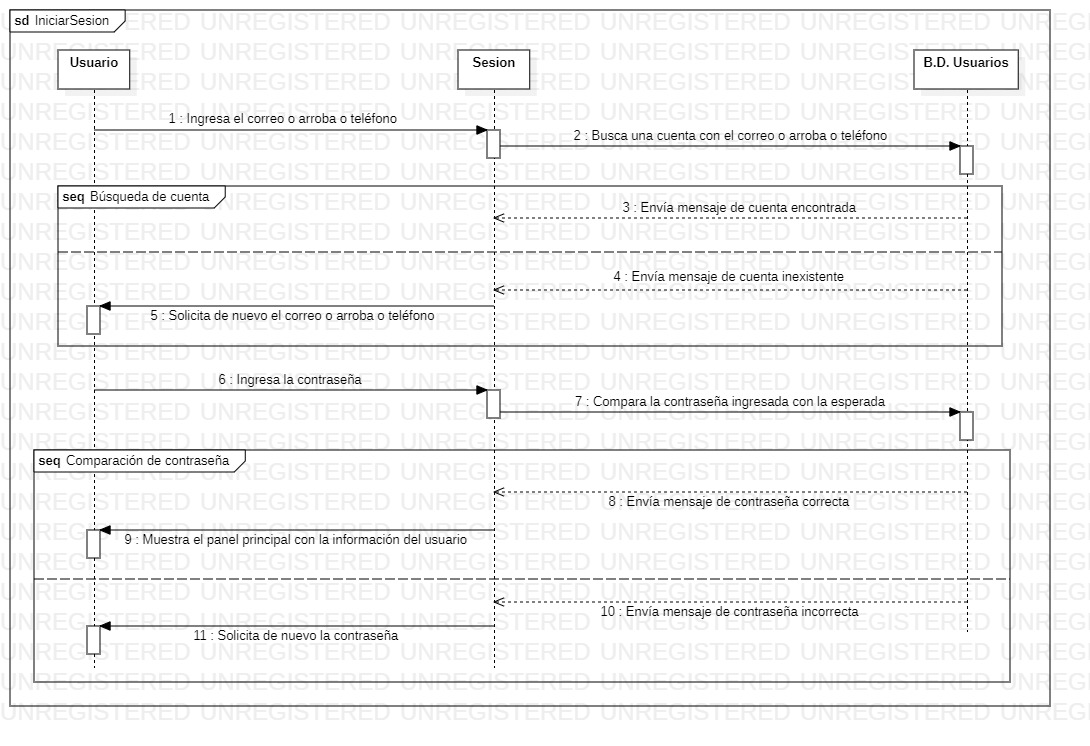 sd IniciarSesion
Usuario
Sesion
B.D. Usuarios
1 : Ingresa el correo o arroba o teléfono
2 : Busca una cuenta con el correo o arroba o teléfono
seq Búsqueda de cuenta
3 : Envía mensaje de cuenta encontrada
4 : Envía mensaje de cuenta inexistente
5 : Solicita de nuevo el correo o arroba o teléfono
6 : Ingresa la contraseña
7 : Compara la contraseña ingresada con la esperada
seq Comparación de contraseña
8 : Envía mensaje de contraseña correcta
9 : Muestra el panel principal con la información del usuario
10 : Envía mensaje de contraseña incorrecta
11 : Solicita de nuevo la contraseña
UNREGISTERED